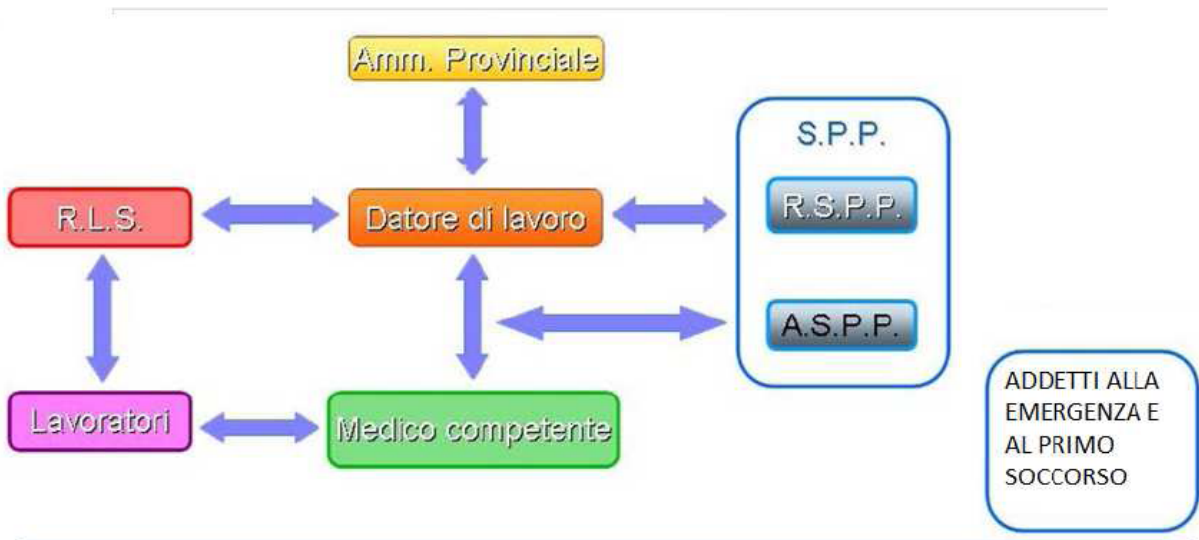 Amm. Provinciale
S.P.P.
R.L.S.
Datore di lavoro
R.S.P.P.
A.S.P.P.
Lavoratori
Medico competente
ADDETTI ALLA
EMERGENZA E
AL PRIMO
SOCCORSO